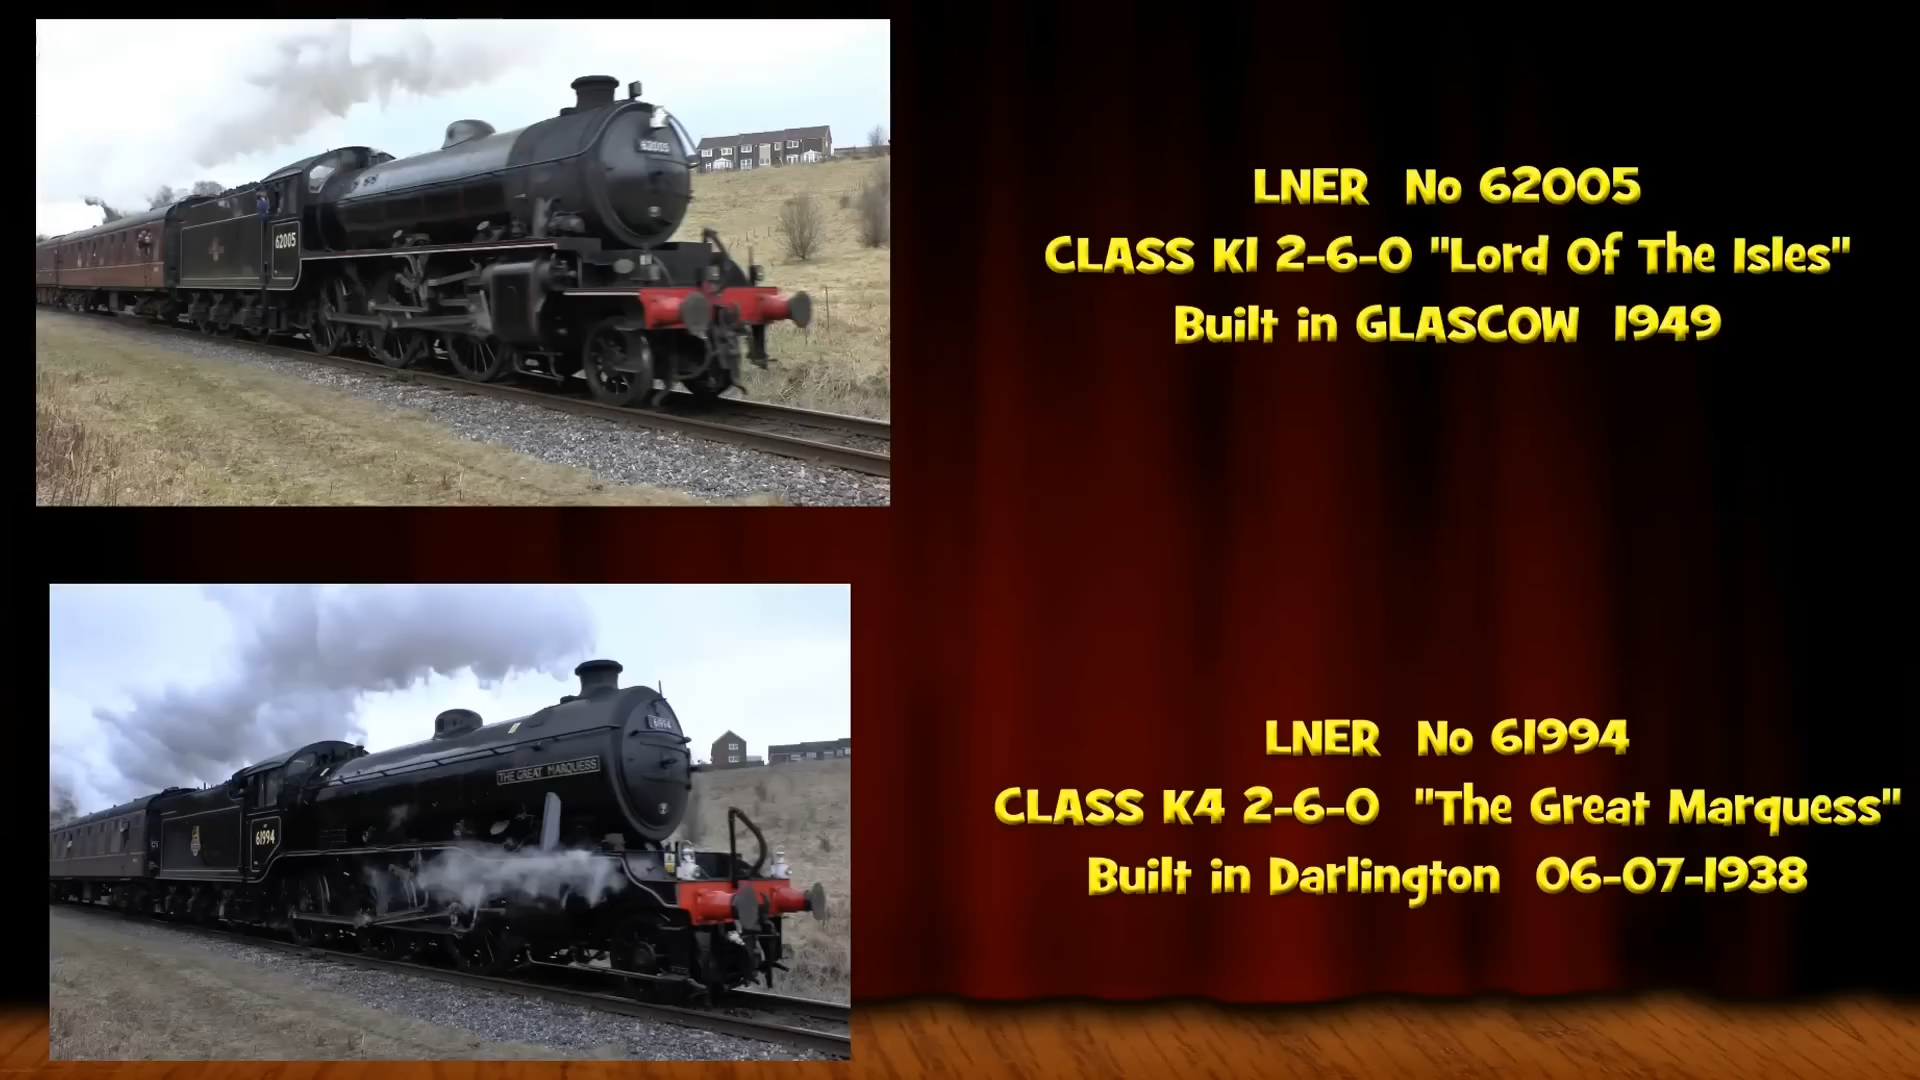 62005
62005
LNER No 62005
CLASS K1 2-6-0 "Lord Of The Isles"
Built in GLASCOW 1949
61994
THE GREAT MARQUESS
61994
LNER No 61994
CLASS K4 2-6-0 "The Great Marquess"
Built in Darlington 06-07-1938